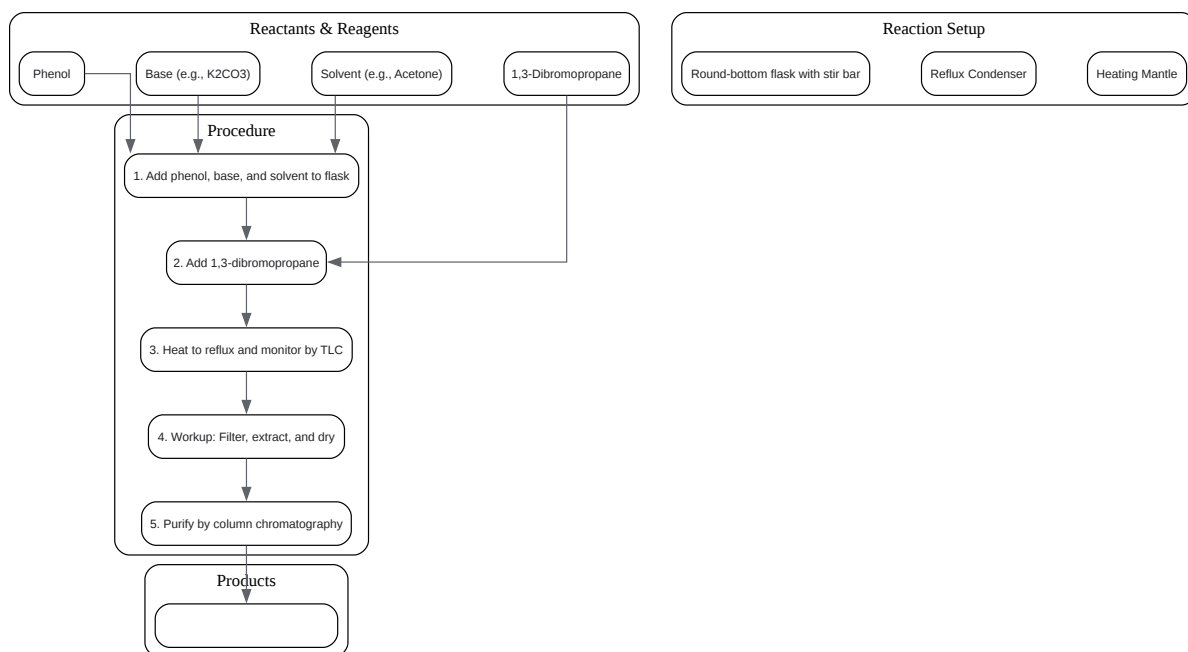 Reactants & Reagents
Phenol
Base (e.g., K2CO3)
Solvent (e.g., Acetone)
1,3-Dibromopropane
Reaction Setup
Round-bottom flask with stir bar
Reflux Condenser
Heating Mantle
Procedure
1. Add phenol, base, and solvent to flask
2. Add 1,3-dibromopropane
3. Heat to reflux and monitor by TLC
4. Workup: Filter, extract, and dry
5. Purify by column chromatography
Products